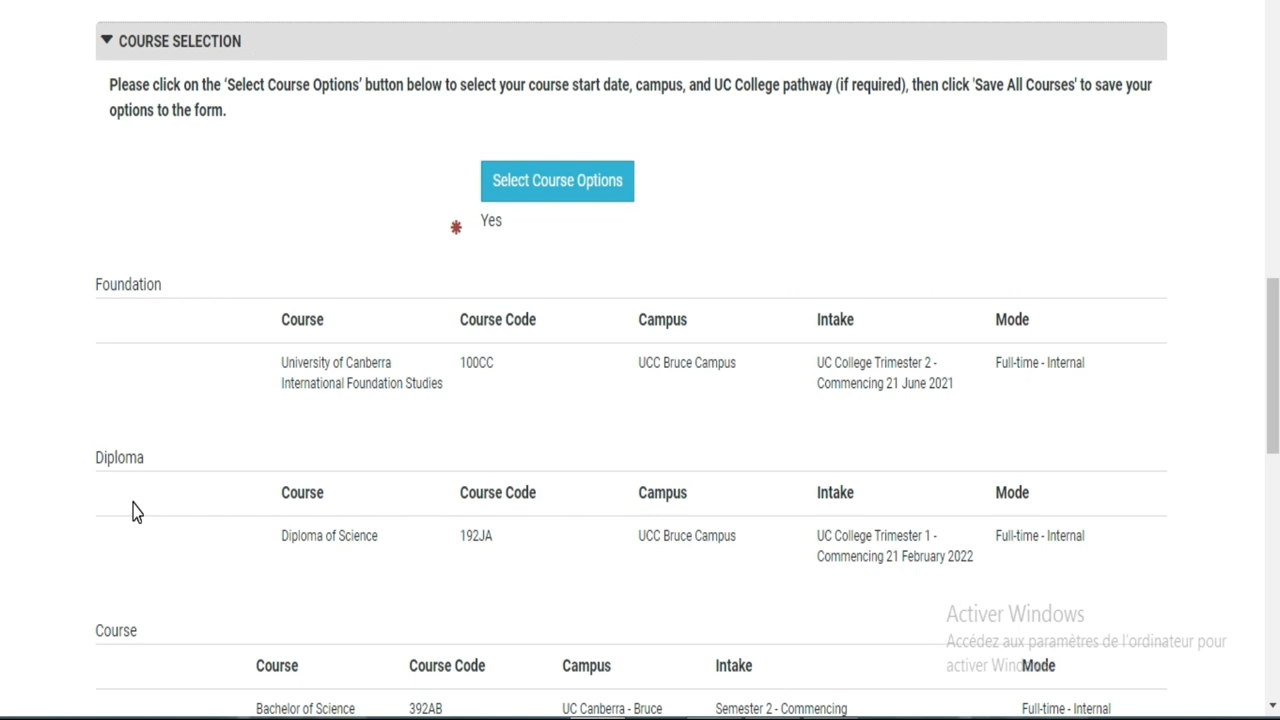 COURSE SELECTION
Please click on the 'Select Course Options' button below to select your course start date, campus, and UC College pathway (if required), then click 'Save All Courses' to save your
options to the form.
Select Course Options
* Yes
Foundation
Course Course Code Campus Intake Mode
University of Canberra 100CC UCC Bruce Campus UC College Trimester 2 - Full-time - Internal
International Foundation Studies Commencing 21 June 2021
Diploma
Course Course Code Campus Intake Mode
Diploma of Science 192JA UCC Bruce Campus UC College Trimester 1 - Full-time - Internal
Commencing 21 February 2022
Activer Windows
Course
Accédez aux paramètres de l'ordinateur pour
activer Win
Course Course Code Campus Intake Mode
Bachelor of Science 392AB UC Canberra - Bruce Semester 2 - Commencing Full-time - Internal